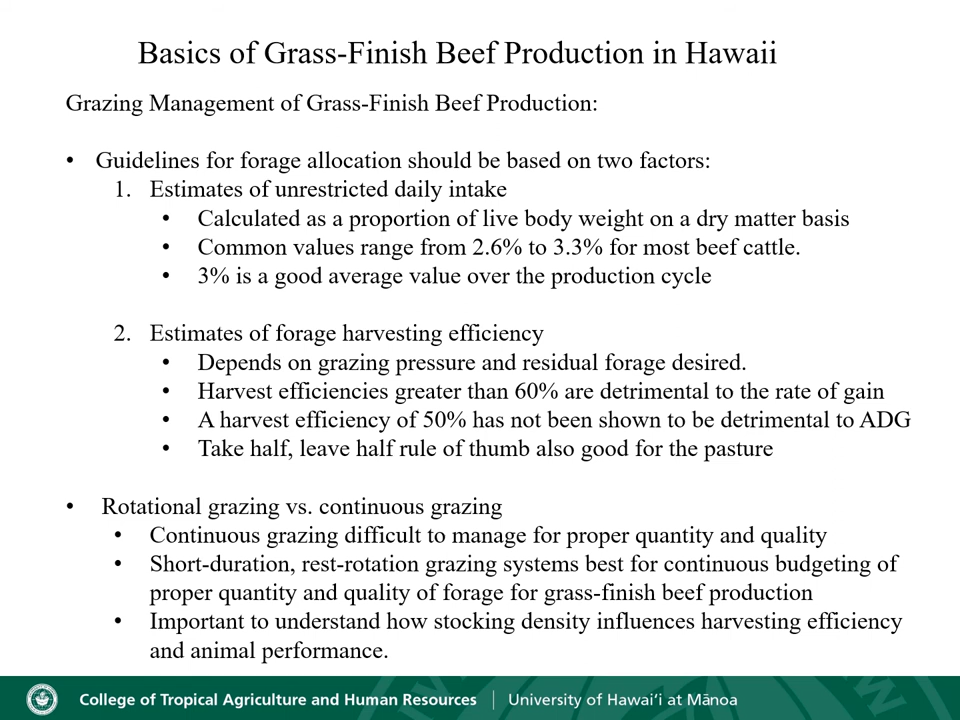 Basics of Grass-Finish Beef Production in Hawaii
Grazing Management of Grass-Finish Beef Production:
• Guidelines for forage allocation should be based on two factors:
1. Estimates of unrestricted daily intake
• Calculated as a proportion of live body weight on a dry matter basis
• Common values range from 2.6% to 3.3% for most beef cattle.
• 3% is a good average value over the production cycle
2. Estimates of forage harvesting efficiency
• Depends on grazing pressure and residual forage desired.
• Harvest efficiencies greater than 60% are detrimental to the rate of gain
• A harvest efficiency of 50% has not been shown to be detrimental to ADG
• Take half, leave half rule of thumb also good for the pasture
• Rotational grazing vs. continuous grazing
• Continuous grazing difficult to manage for proper quantity and quality
• Short-duration, rest-rotation grazing systems best for continuous budgeting of
proper quantity and quality of forage for grass-finish beef production
• Important to understand how stocking density influences harvesting efficiency
and animal performance.
College of Tropical Agriculture and Human Resources | University of Hawaiʻi at Mānoa